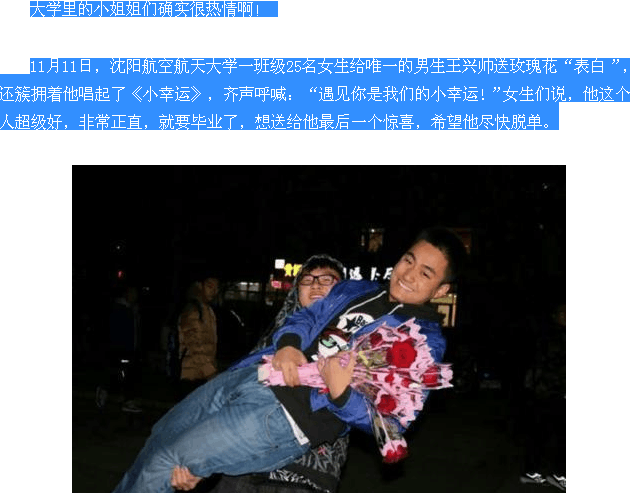 大学里的小姐姐们确实很热情啊！
11月11日，沈阳航空航天大学一班级25名女生给唯一的男生王兴帅送玫瑰花“表白”，
还簇拥着他唱起了《小幸运》，齐声呼喊：“遇见你是我们的小幸运！”女生们说，他这个
人超级好，非常正直，就要毕业了，想送给他最后一个惊喜，希望他尽快脱单。